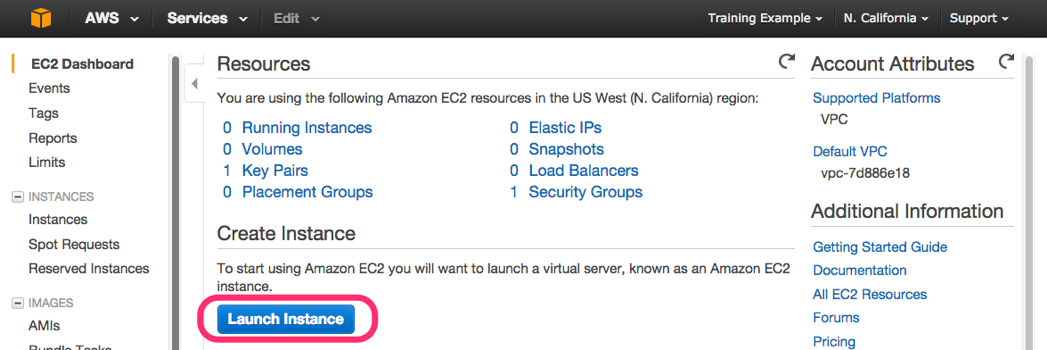 AWS Services Edit Training Example N. California Support
EC2 Dashboard
Events
Tags
Reports
Limits
INSTANCES
Instances
Spot Requests
Reserved Instances
IMAGES
AMIs
Bundle Tasks
Resources
You are using the following Amazon EC2 resources in the US West (N. California) region:
0 Running Instances 0 Elastic IPs
0 Volumes 0 Snapshots
1 Key Pairs 0 Load Balancers
0 Placement Groups 1 Security Groups
Create Instance
To start using Amazon EC2 you will want to launch a virtual server, known as an Amazon EC2
instance.
Launch Instance
Account Attributes
Supported Platforms
VPC
Default VPC
vpc-7d886e18
Additional Information
Getting Started Guide
Documentation
All EC2 Resources
Forums
Pricing